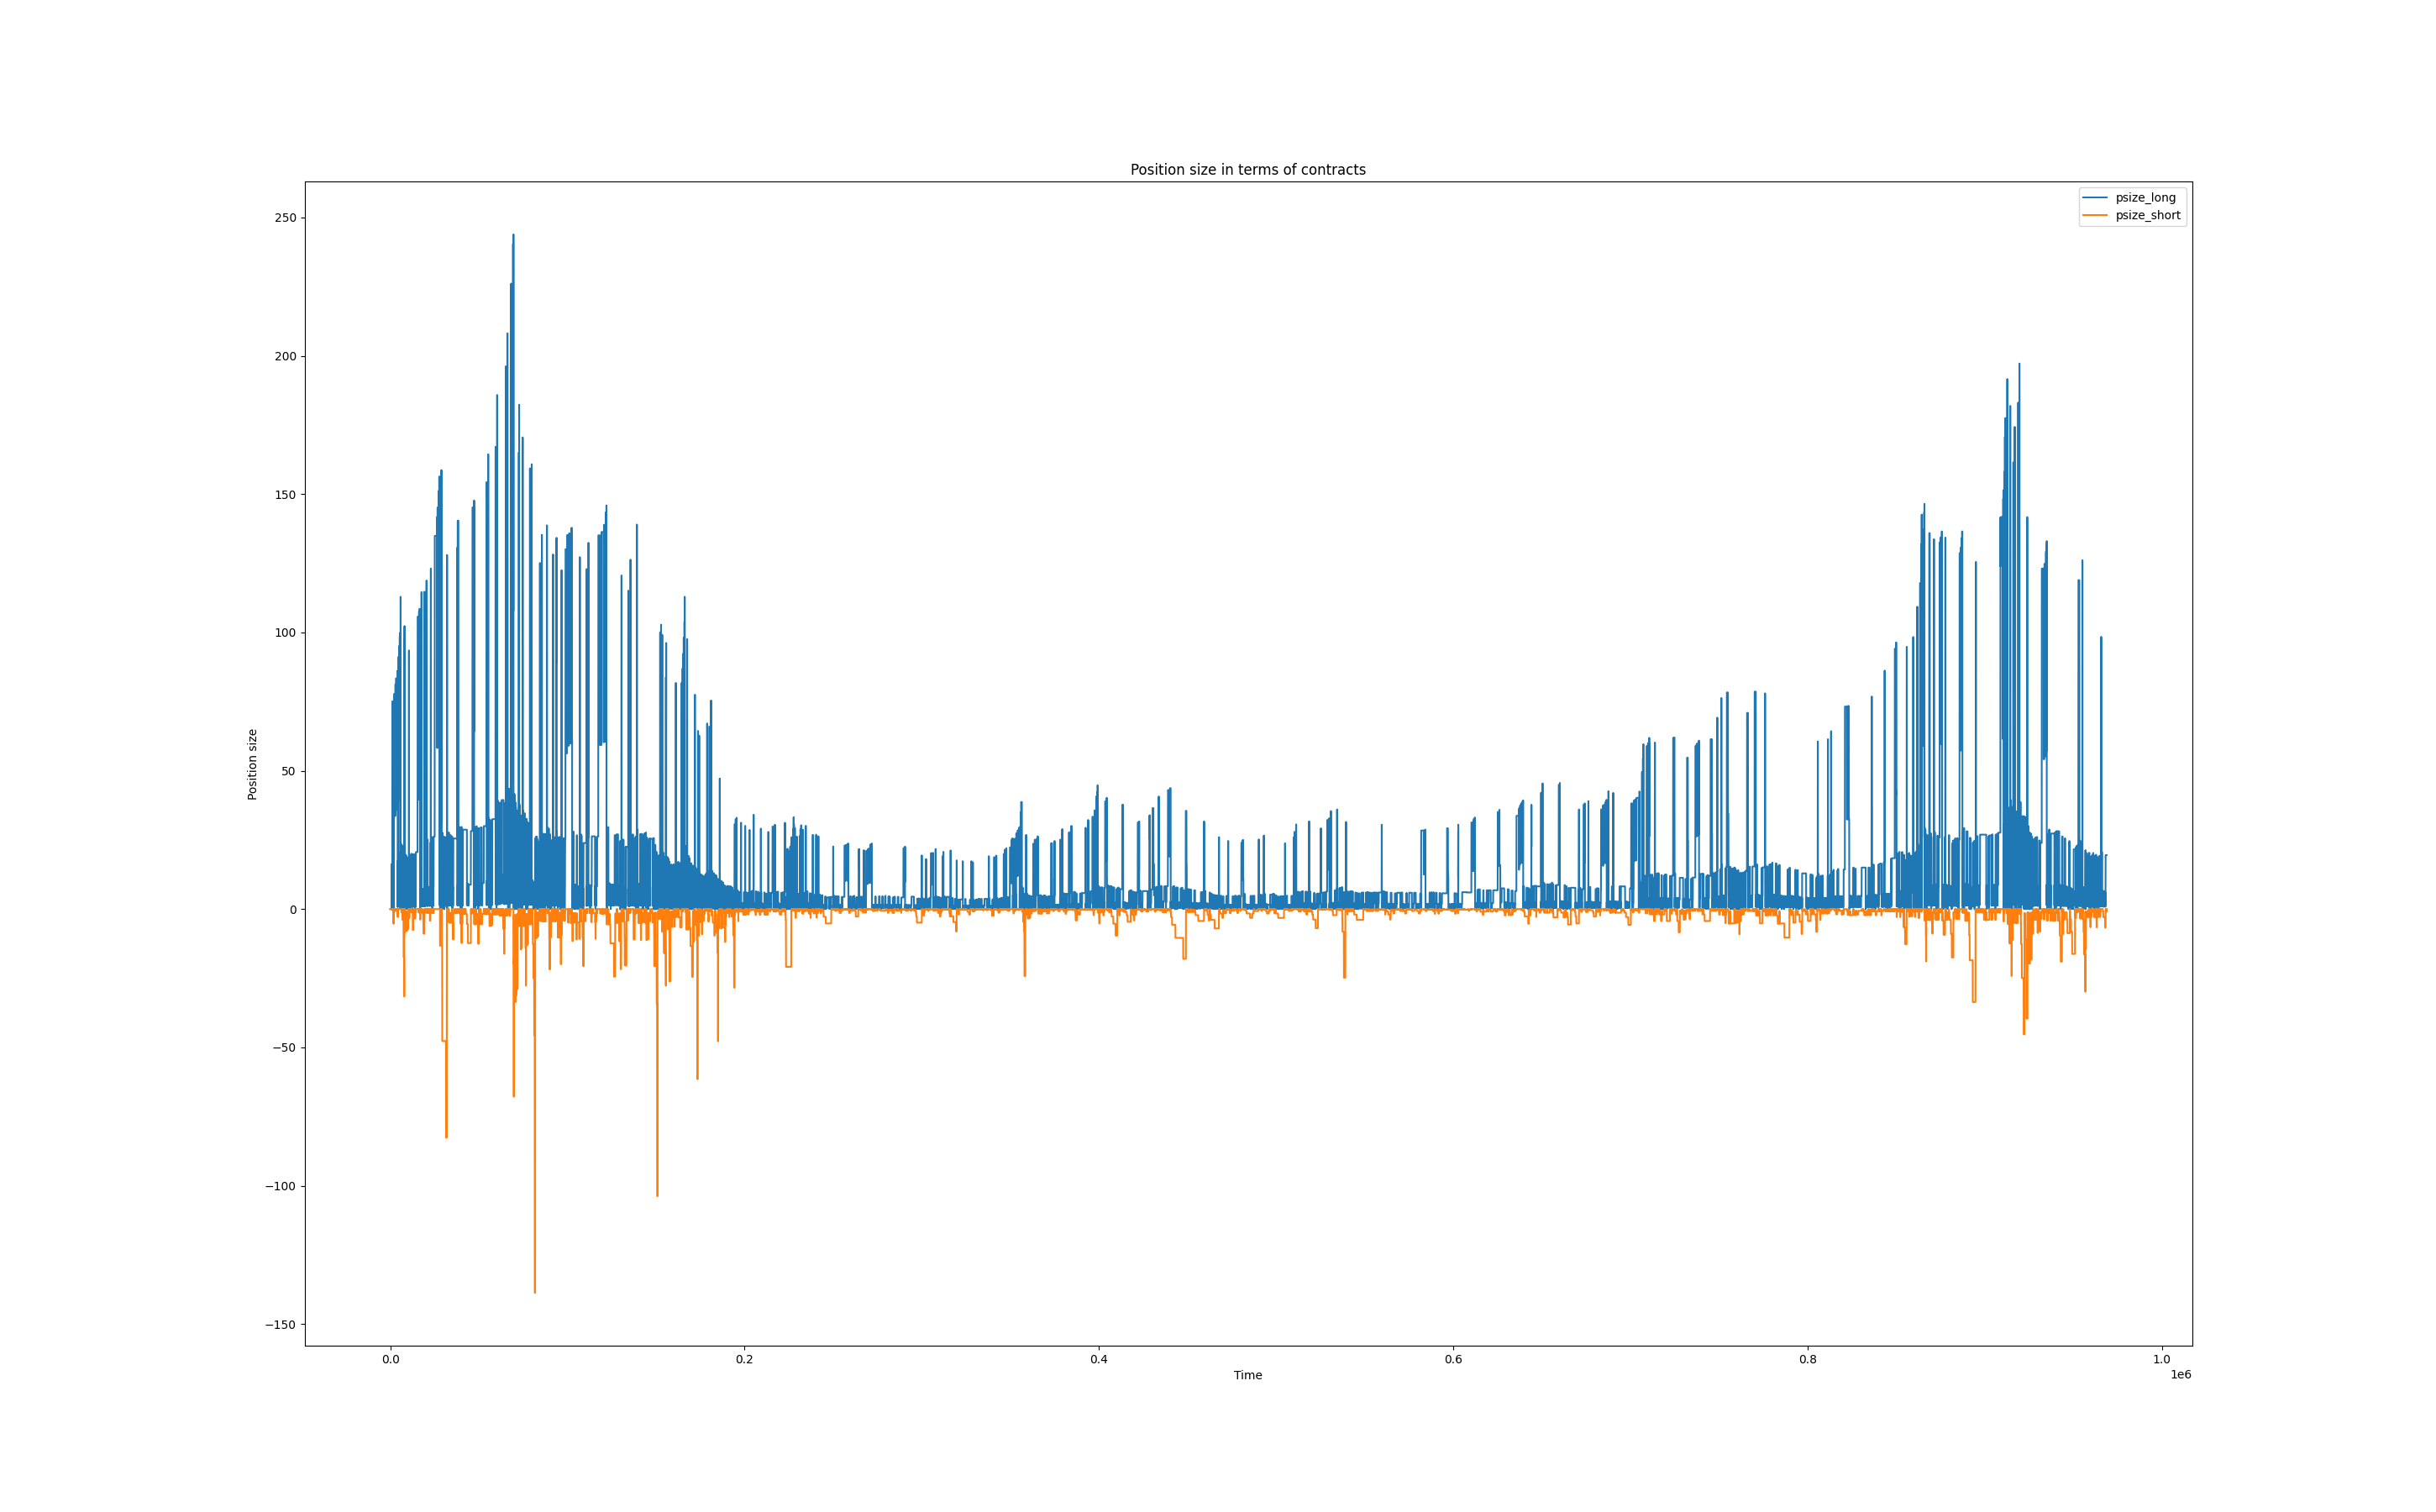 Position size in terms of contracts
psize_long
psize_short
Position size
250
200
150
100
50
0
−50
−100
−150
0.0
0.2
0.4
0.6
0.8
1.0
1e6
Time